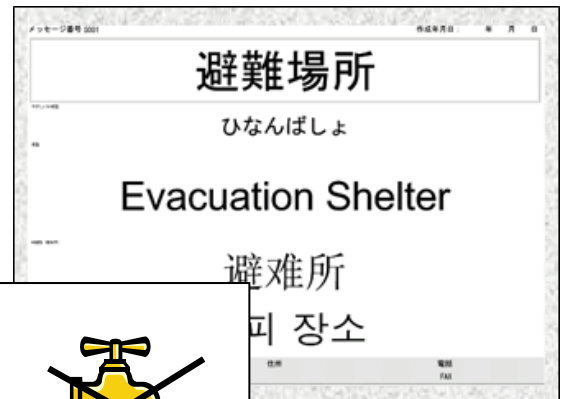 メッセージ番号 3001
作成年月日: 年 月 日
避難場所
ひなんばしょ
Evacuation Shelter
避难所
피 장소
住所 電話
FAX